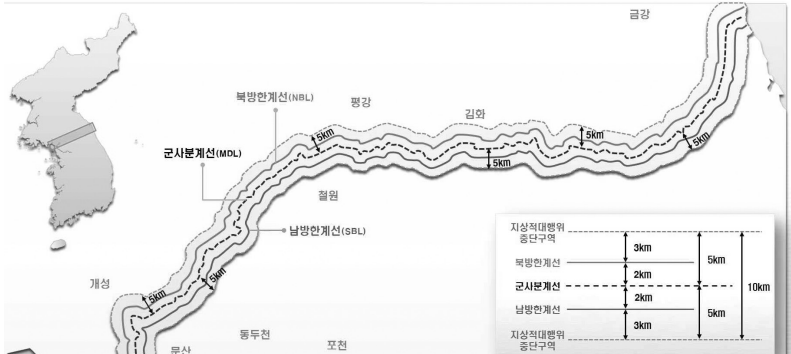 금강
북방한계선(NBL)
평강
김화
군사분계선(MDL)
5km
5km
5km
5km
5km
철원
남방한계선(SBL)
개성
5km
5km
동두천
포천
문산
지상적대행위
중단구역
3km
북방한계선
2km
5km
군사분계선
10km
2km
남방한계선
5km
3km
지상적대행위
중단구역